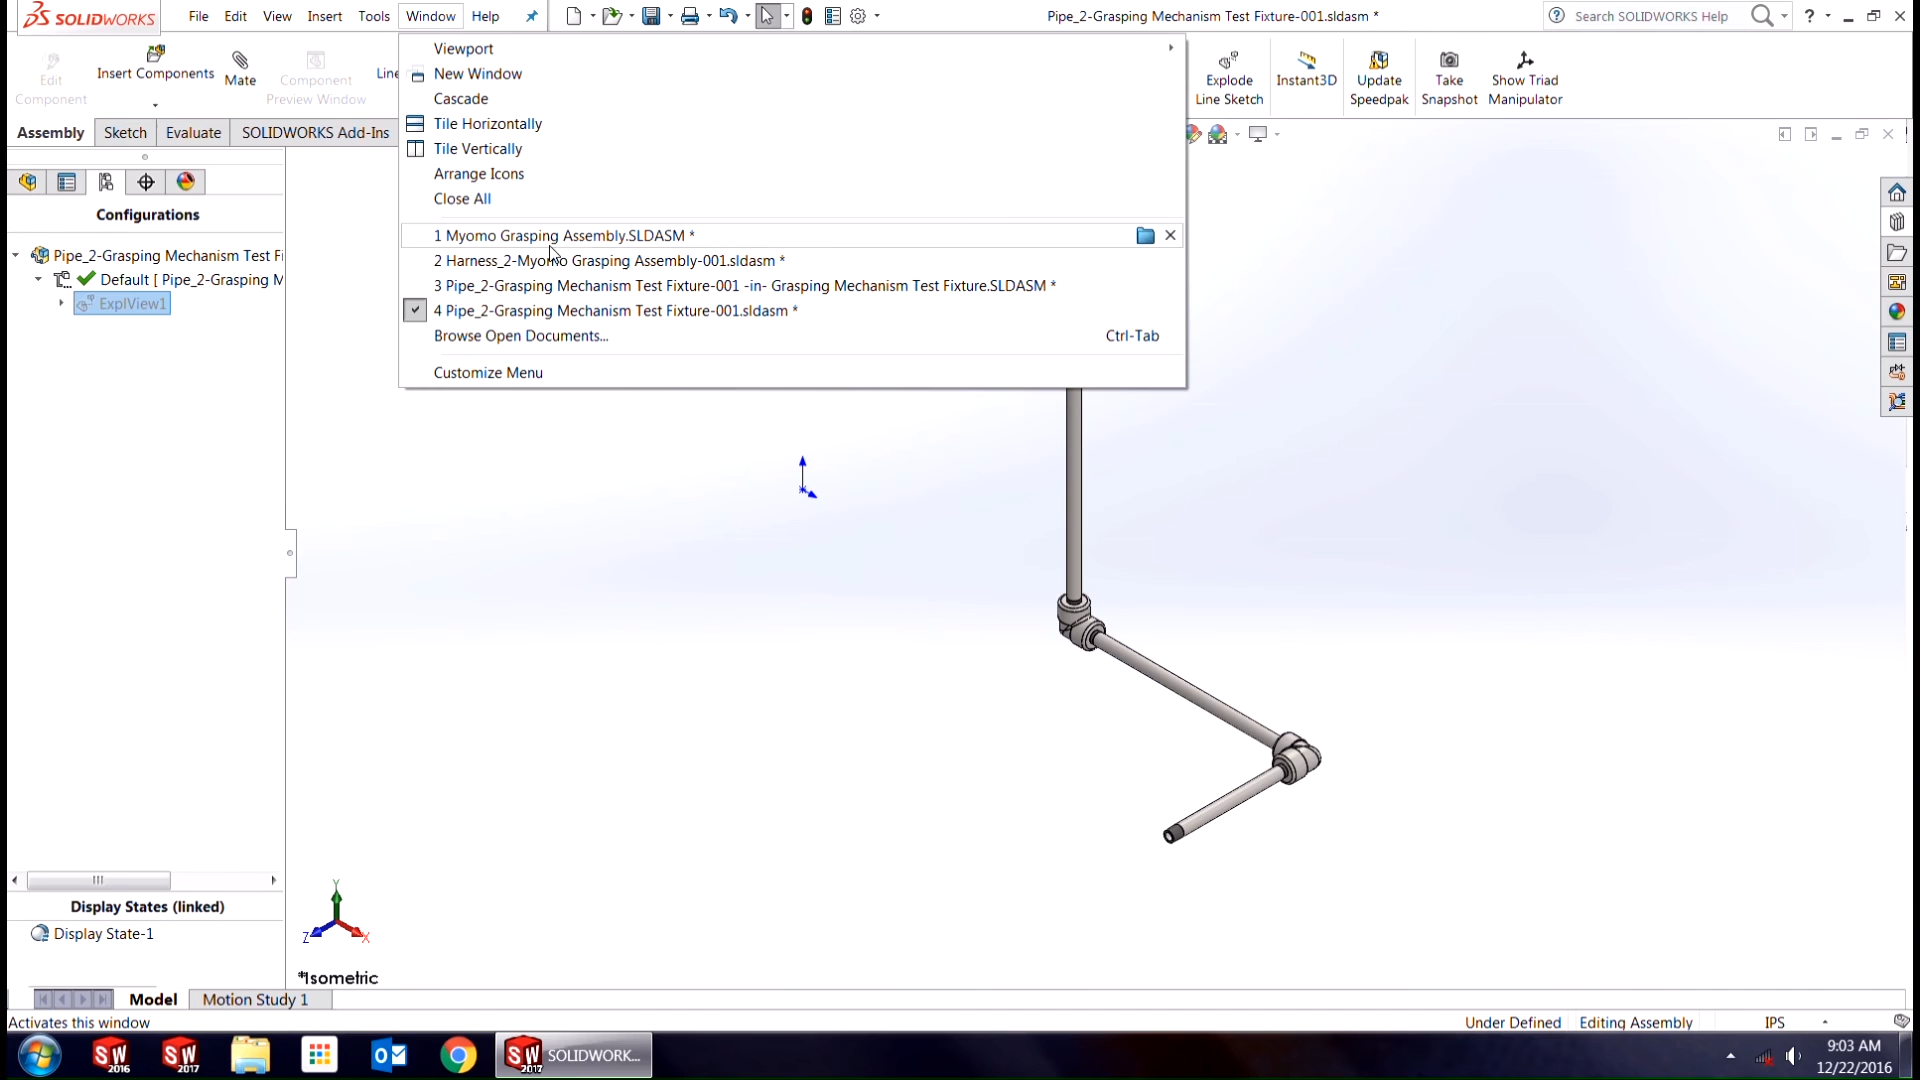 SOLIDWORKS File Edit View Insert Tools Window Help Pipe_2-Grasping Mechanism Test Fixture-001.sldasm * Search SOLIDWORKS Help ?
Edit Component
Insert Components
Mate
Component Preview Window
Line
Explode Line Sketch
Instant3D
Update Speedpak
Take Snapshot
Show Triad Manipulator
Assembly Sketch Evaluate SOLIDWORKS Add-Ins
Viewport
New Window
Cascade
Tile Horizontally
Tile Vertically
Arrange Icons
Close All
1 Myomo Grasping Assembly.SLDASM *
2 Harness_2-Myomo Grasping Assembly-001.sldasm *
3 Pipe_2-Grasping Mechanism Test Fixture-001 -in- Grasping Mechanism Test Fixture.SLDASM *
4 Pipe_2-Grasping Mechanism Test Fixture-001.sldasm *
Browse Open Documents... Ctrl-Tab
Customize Menu
Configurations
Pipe_2-Grasping Mechanism Test Fi
Default [ Pipe_2-Grasping M
ExplView1
Display States (linked)
Display State-1
Y
Z
X
*Isometric
Model Motion Study 1
Activates this window Under Defined Editing Assembly IPS
SW 2016
SW 2017
SW 2017 SOLIDWORK...
9:03 AM
12/22/2016